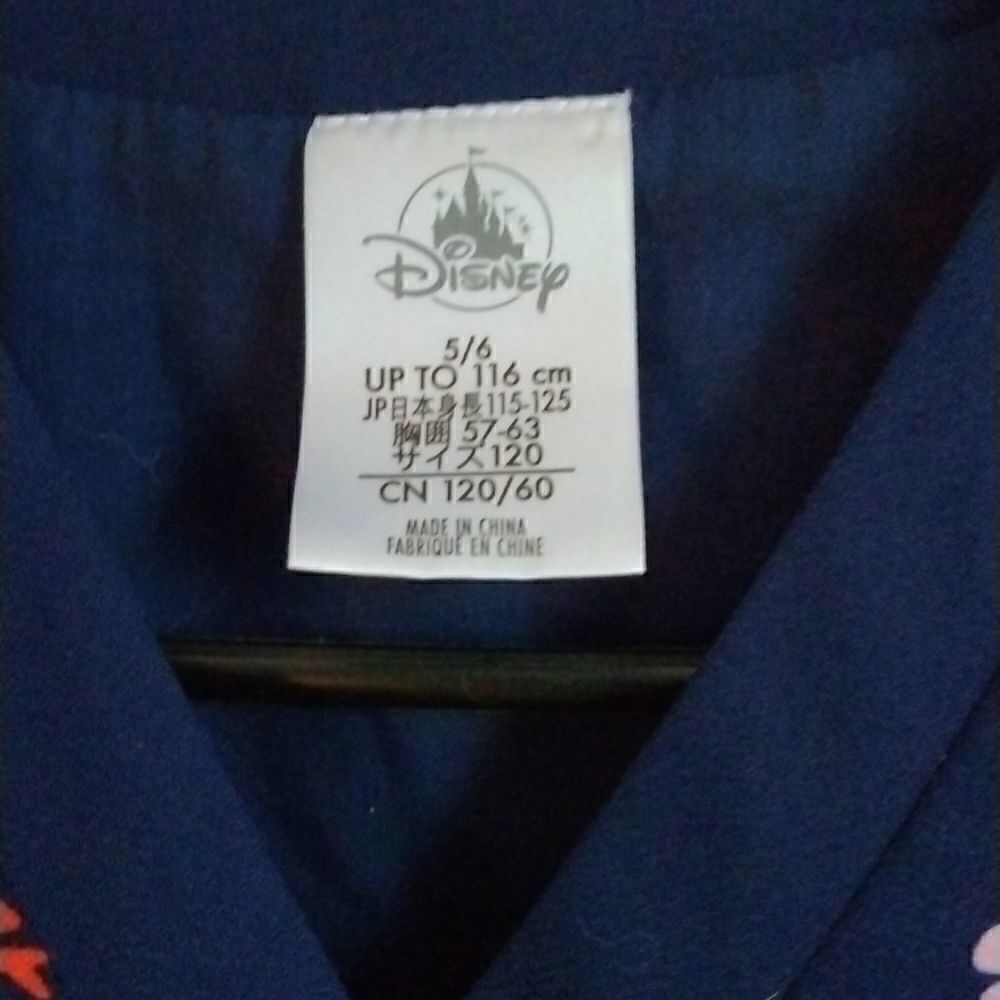 Disney
5/6
UP TO 116 cm
JP日本身長115-125
胸囲 57-63
サイズ120
CN 120/60
MADE IN CHINA
FABRIQUÉ EN CHINE